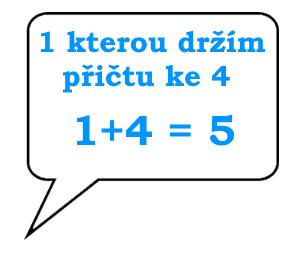 1 kterou držím
přičtu ke 4
1+4 = 5